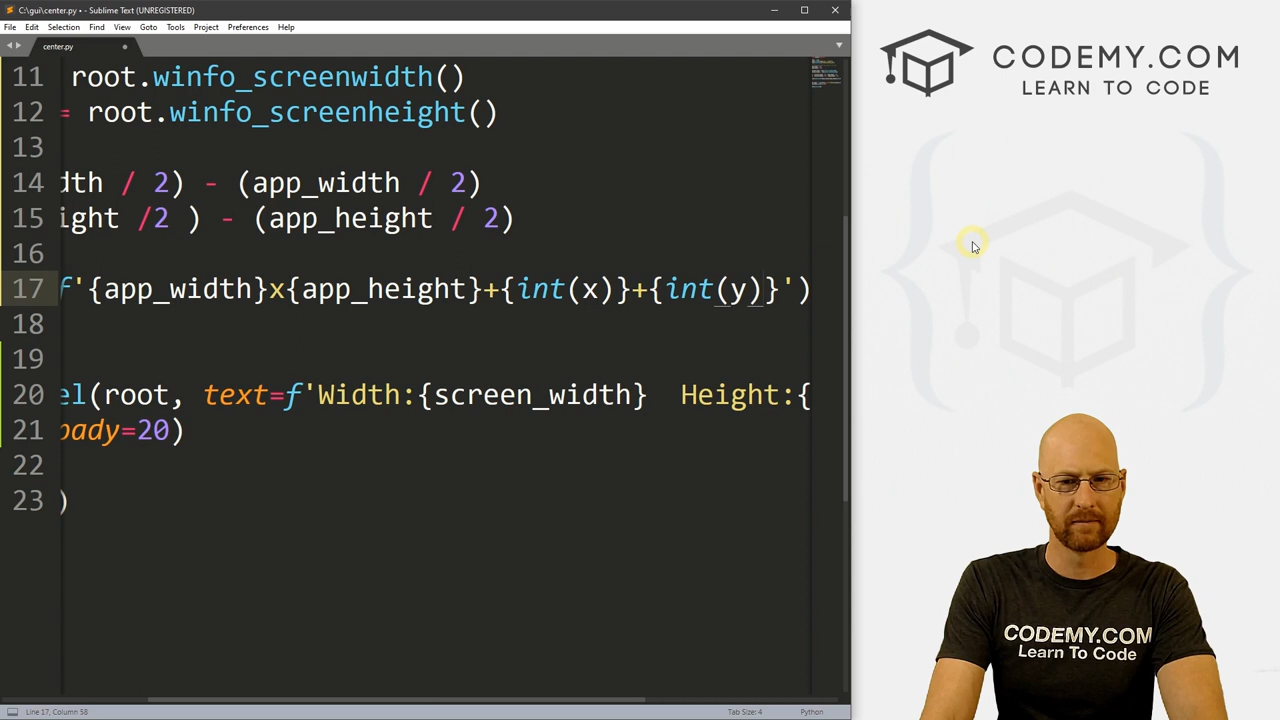 C:\gui\center.py • - Sublime Text (UNREGISTERED)
File Edit Selection Find View Goto Tools Project Preferences Help
center.py
11 root.winfo_screenwidth()
12 = root.winfo_screenheight()
13
14 dth / 2) - (app_width / 2)
15 ight /2 ) - (app_height / 2)
16
17 f'{app_width}x{app_height}+{int(x)}+{int(y)}')
18
19
20 el(root, text=f'Width:{screen_width}  Height:{
21 pady=20)
22
23 )
Line 17, Column 58
Tab Size: 4
Python
CODEMY.COM
LEARN TO CODE
CODEMY.COM
Learn To Code